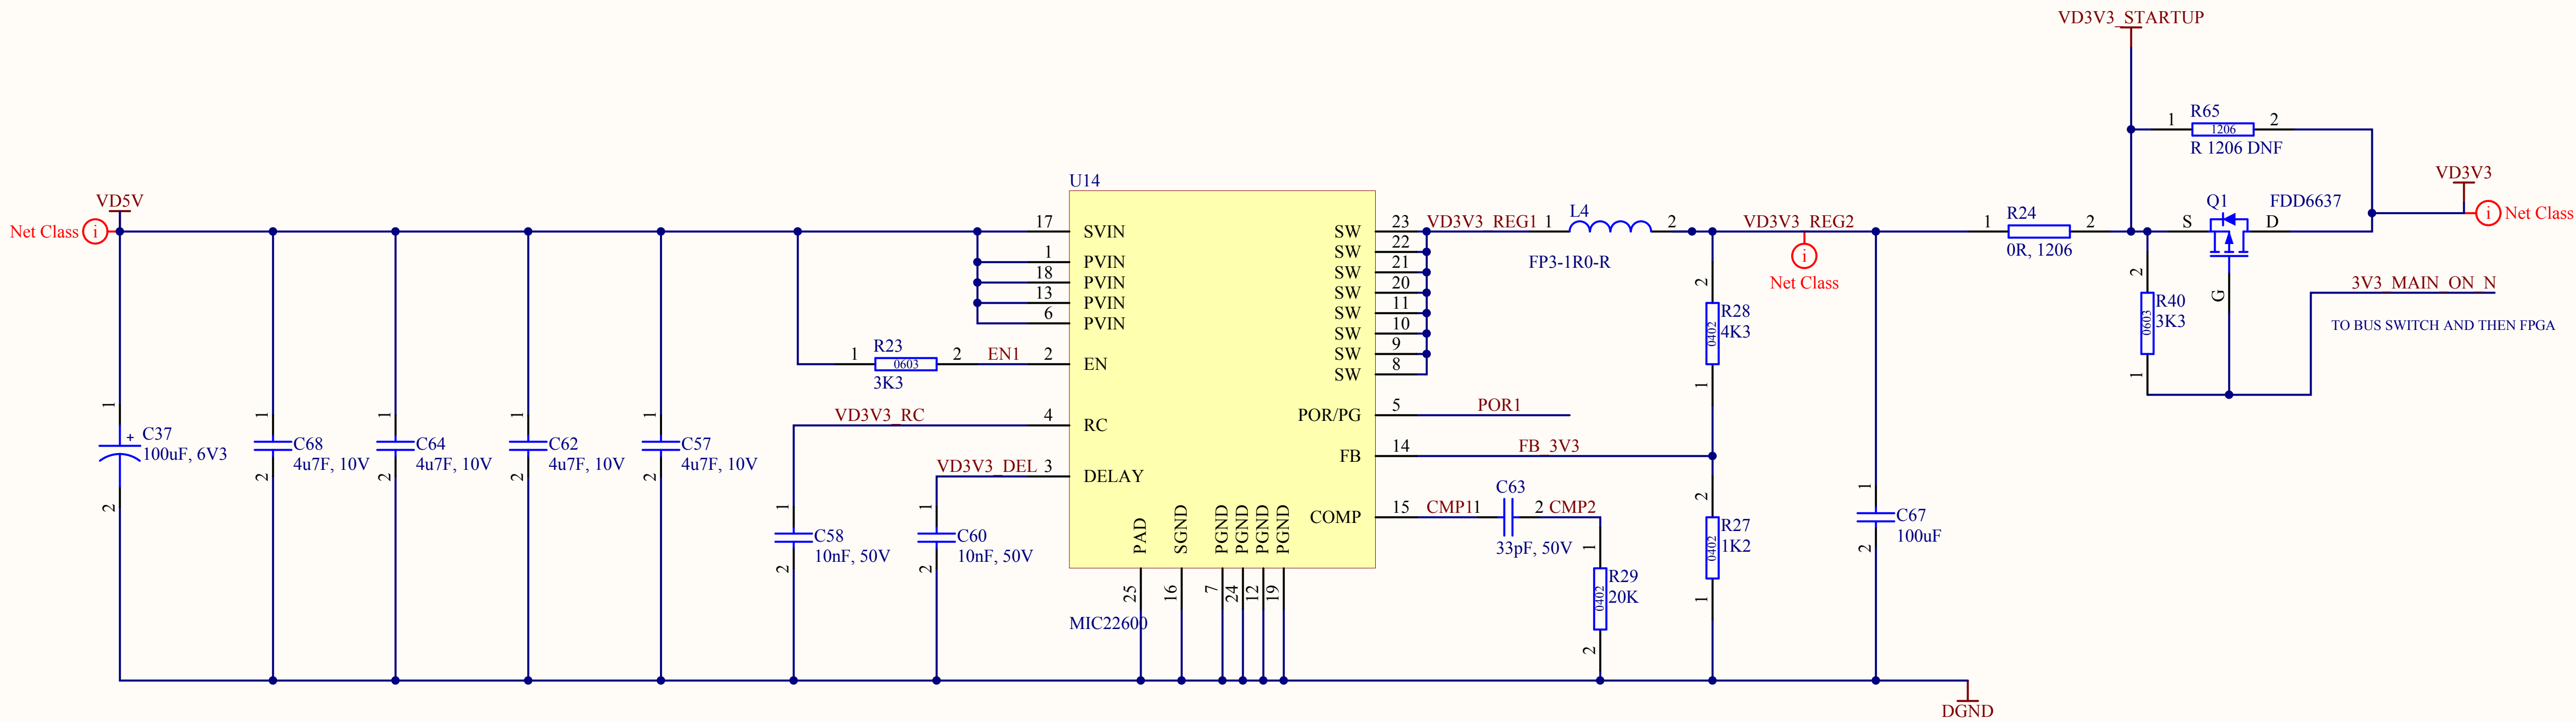 VD3V3_STARTUP
R65
1 1206 2
R 1206 DNF
VD3V3
Net Class i
VD5V
Net Class i
U14
17 SVIN
1 PVIN
18 PVIN
13 PVIN
6 PVIN
R23
1 0603 2 EN1 2 EN
3K3
VD3V3_RC 4 RC
VD3V3_DEL 3 DELAY
SW 23 VD3V3_REG1 1 L4 2
SW 22
SW 21
SW 20
SW 11
SW 10
SW 9
SW 8
FP3-1R0-R
POR/PG 5 POR1
FB 14 FB_3V3
COMP 15 CMP1 1 C63 2 CMP2
33pF, 50V
PAD
SGND
PGND
PGND
PGND
PGND
25
16
7
24
12
19
MIC22600
1
+ C37
100uF, 6V3
2
1
C68
4u7F, 10V
2
1
C64
4u7F, 10V
2
1
C62
4u7F, 10V
2
1
C57
4u7F, 10V
2
1
C58
10nF, 50V
2
1
C60
10nF, 50V
2
1
R29
0402
20K
2
VD3V3_REG2
i
Net Class
2
R28
0402
4K3
1
2
R27
0402
1K2
1
1
C67
100uF
2
R24
1 2
0R, 1206
Q1 FDD6637
S D
G
2
R40
0603
3K3
1
3V3_MAIN_ON_N
TO BUS SWITCH AND THEN FPGA
DGND